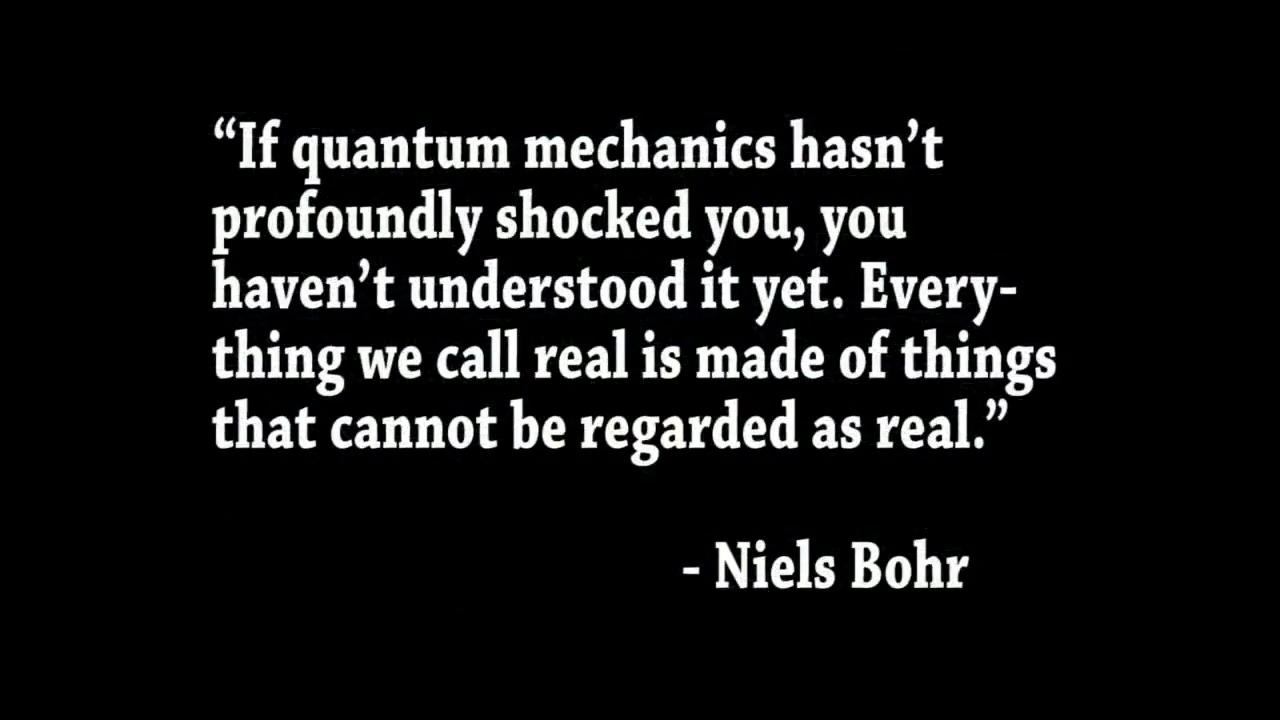 “If quantum mechanics hasn’t
profoundly shocked you, you
haven’t understood it yet. Every-
thing we call real is made of things
that cannot be regarded as real.”
- Niels Bohr